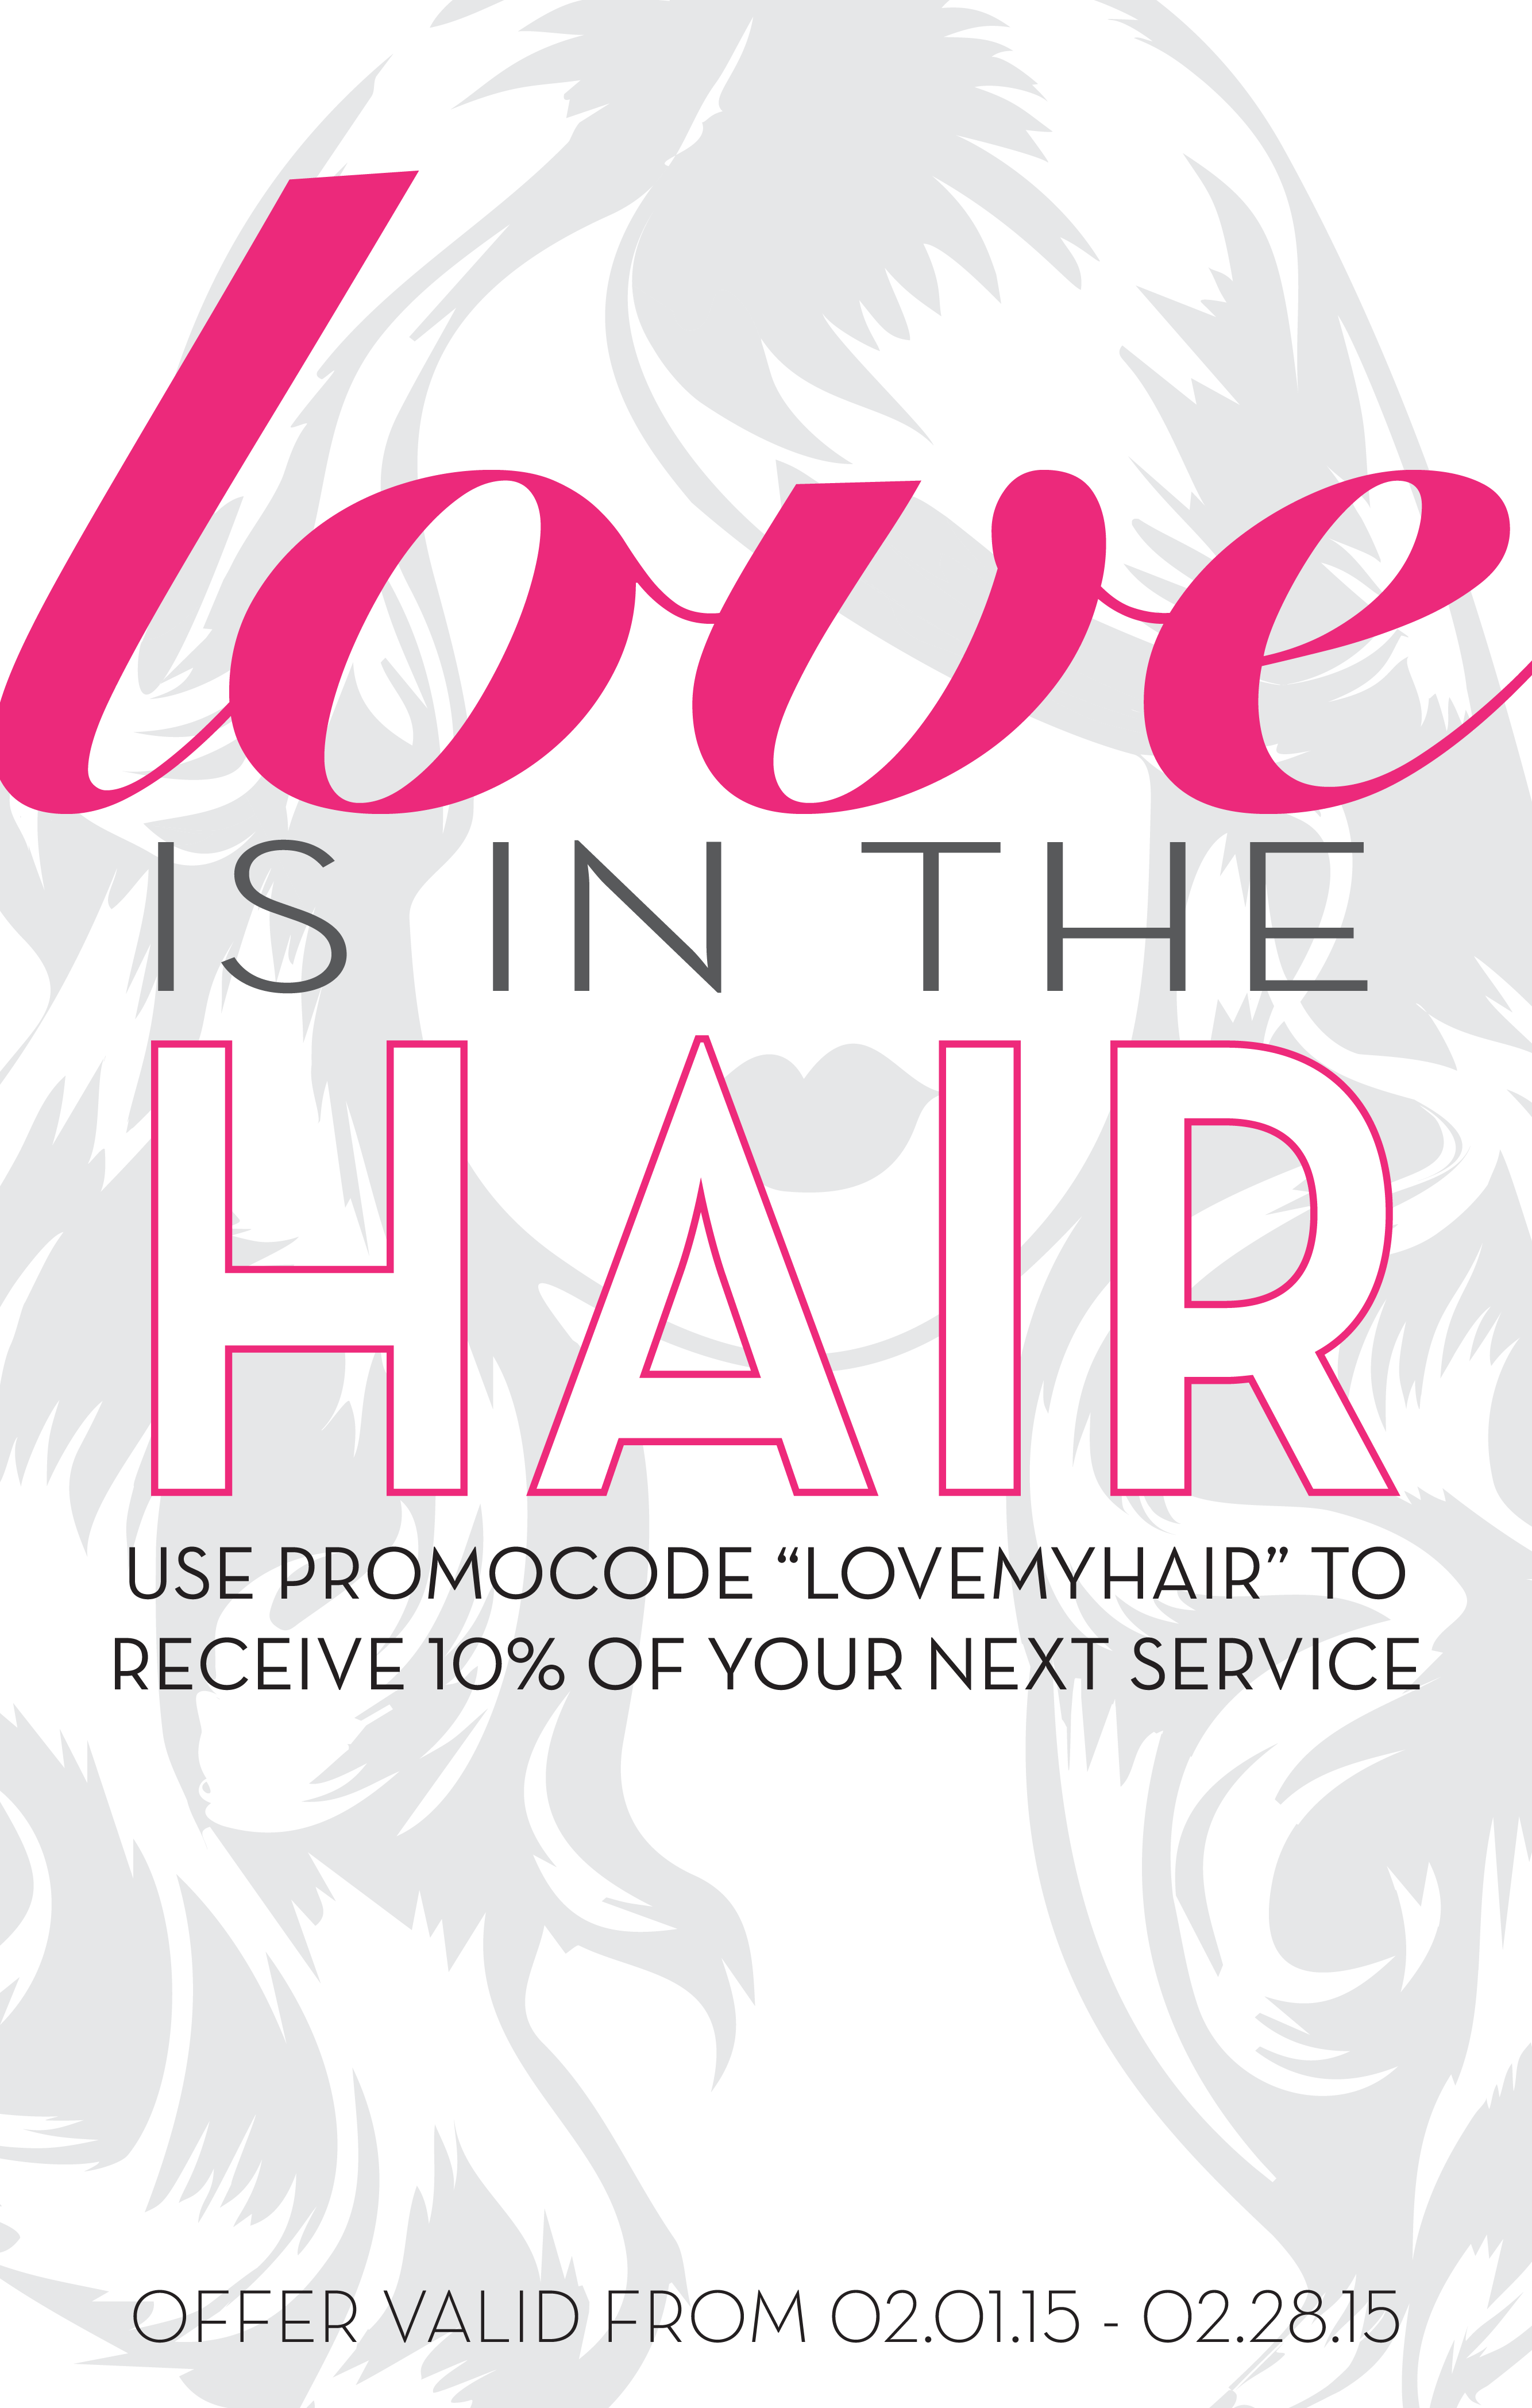 love
IS IN THE
HAIR
USE PROMOCODE “LOVEMYHAIR” TO
RECEIVE 10% OF YOUR NEXT SERVICE
OFFER VALID FROM 02.01.15 - 02.28.15